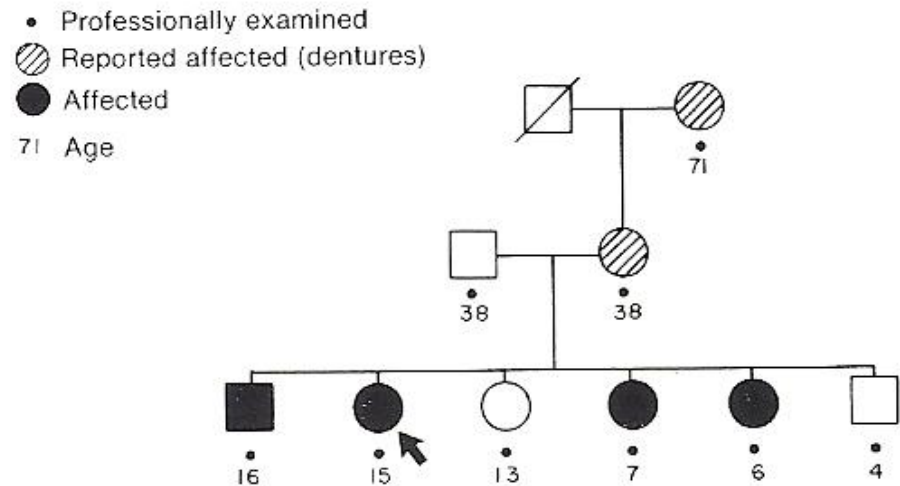 Professionally examined
Reported affected (dentures)
Affected
71 Age
71
38 38
16 15 13 7 6 4